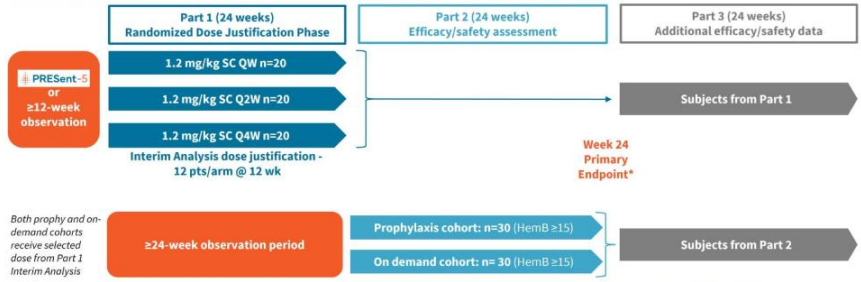 Part 1 (24 weeks)
Randomized Dose Justification Phase
Part 2 (24 weeks)
Efficacy/safety assessment
Part 3 (24 weeks)
Additional efficacy/safety data
PRESent-5
or
≥12-week
observation
1.2 mg/kg SC QW n=20
1.2 mg/kg SC Q2W n=20
1.2 mg/kg SC Q4W n=20
Interim Analysis dose justification -
12 pts/arm @ 12 wk
Subjects from Part 1
Week 24
Primary
Endpoint*
Both prophy and on-
demand cohorts
receive selected
dose from Part 1
Interim Analysis
≥24-week observation period
Prophylaxis cohort: n=30 (HemB ≥15)
On demand cohort: n= 30 (HemB ≥15)
Subjects from Part 2